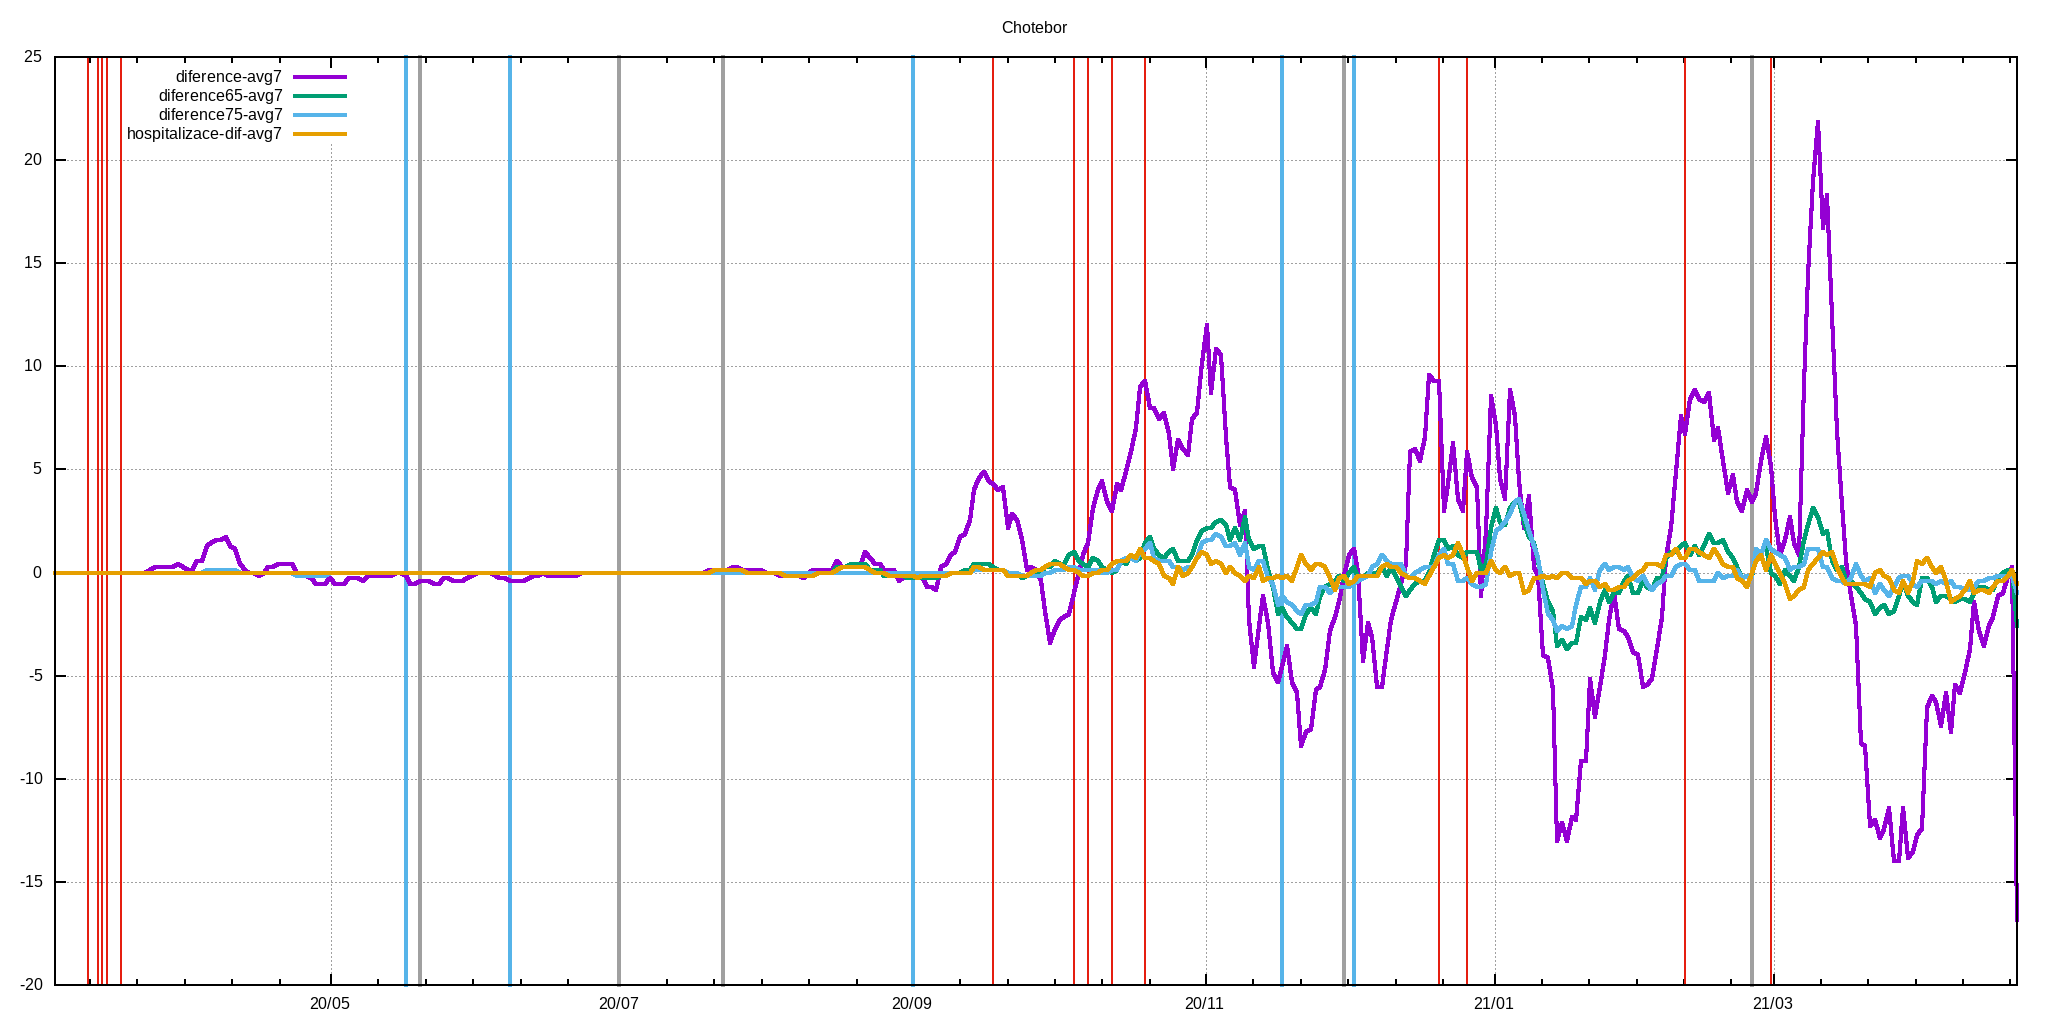 Chotebor
25
20
15
10
5
0
-5
-10
-15
-20
diference-avg7
diference65-avg7
diference75-avg7
hospitalizace-dif-avg7
20/05 20/07 20/09 20/11 21/01 21/03